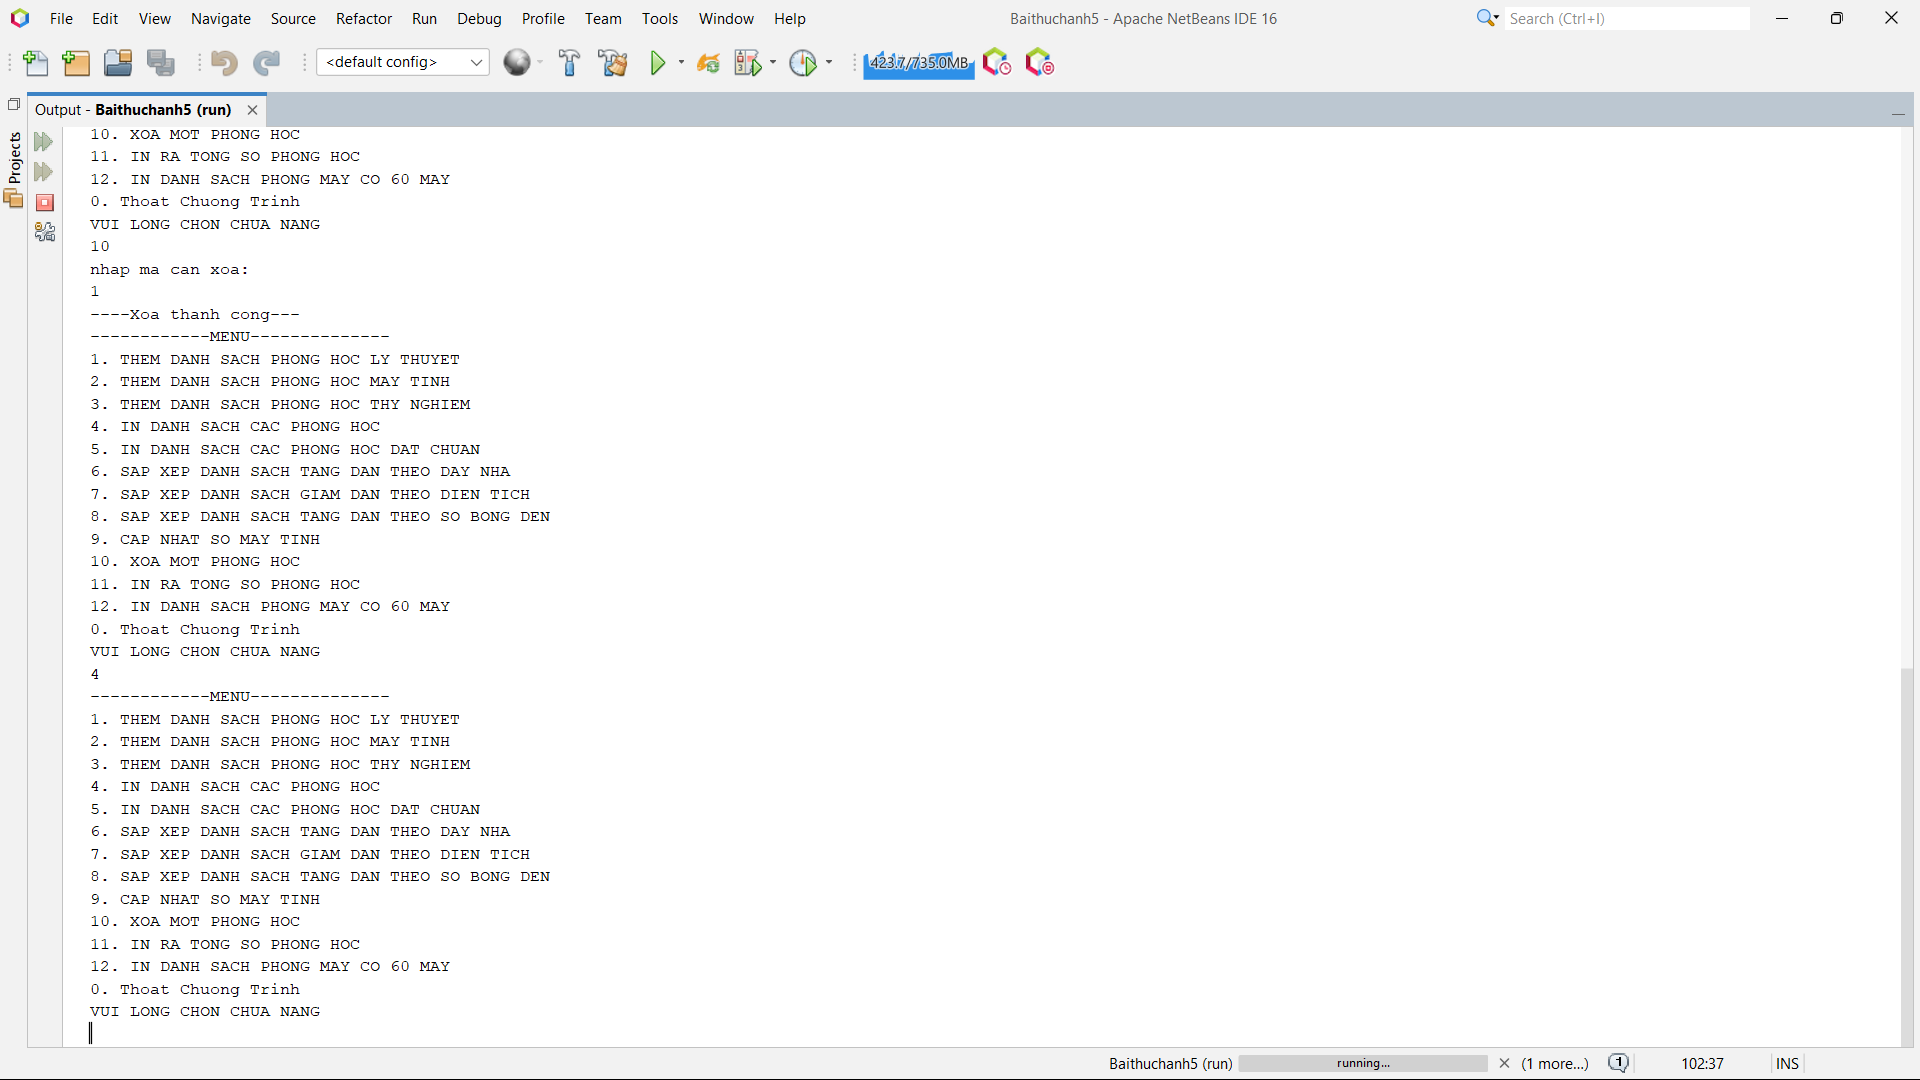 File Edit View Navigate Source Refactor Run Debug Profile Team Tools Window Help
Baithuchanh5 - Apache NetBeans IDE 16
Search (Ctrl+I)
<default config>
423.7/735.0MB
Projects
Output - Baithuchanh5 (run)
10. XOA MOT PHONG HOC
11. IN RA TONG SO PHONG HOC
12. IN DANH SACH PHONG MAY CO 60 MAY
0. Thoat Chuong Trinh
VUI LONG CHON CHUA NANG
10
nhap ma can xoa:
1
----Xoa thanh cong---
------------MENU--------------
1. THEM DANH SACH PHONG HOC LY THUYET
2. THEM DANH SACH PHONG HOC MAY TINH
3. THEM DANH SACH PHONG HOC THY NGHIEM
4. IN DANH SACH CAC PHONG HOC
5. IN DANH SACH CAC PHONG HOC DAT CHUAN
6. SAP XEP DANH SACH TANG DAN THEO DAY NHA
7. SAP XEP DANH SACH GIAM DAN THEO DIEN TICH
8. SAP XEP DANH SACH TANG DAN THEO SO BONG DEN
9. CAP NHAT SO MAY TINH
10. XOA MOT PHONG HOC
11. IN RA TONG SO PHONG HOC
12. IN DANH SACH PHONG MAY CO 60 MAY
0. Thoat Chuong Trinh
VUI LONG CHON CHUA NANG
4
------------MENU--------------
1. THEM DANH SACH PHONG HOC LY THUYET
2. THEM DANH SACH PHONG HOC MAY TINH
3. THEM DANH SACH PHONG HOC THY NGHIEM
4. IN DANH SACH CAC PHONG HOC
5. IN DANH SACH CAC PHONG HOC DAT CHUAN
6. SAP XEP DANH SACH TANG DAN THEO DAY NHA
7. SAP XEP DANH SACH GIAM DAN THEO DIEN TICH
8. SAP XEP DANH SACH TANG DAN THEO SO BONG DEN
9. CAP NHAT SO MAY TINH
10. XOA MOT PHONG HOC
11. IN RA TONG SO PHONG HOC
12. IN DANH SACH PHONG MAY CO 60 MAY
0. Thoat Chuong Trinh
VUI LONG CHON CHUA NANG
Baithuchanh5 (run) running... (1 more...) 1 102:37 INS